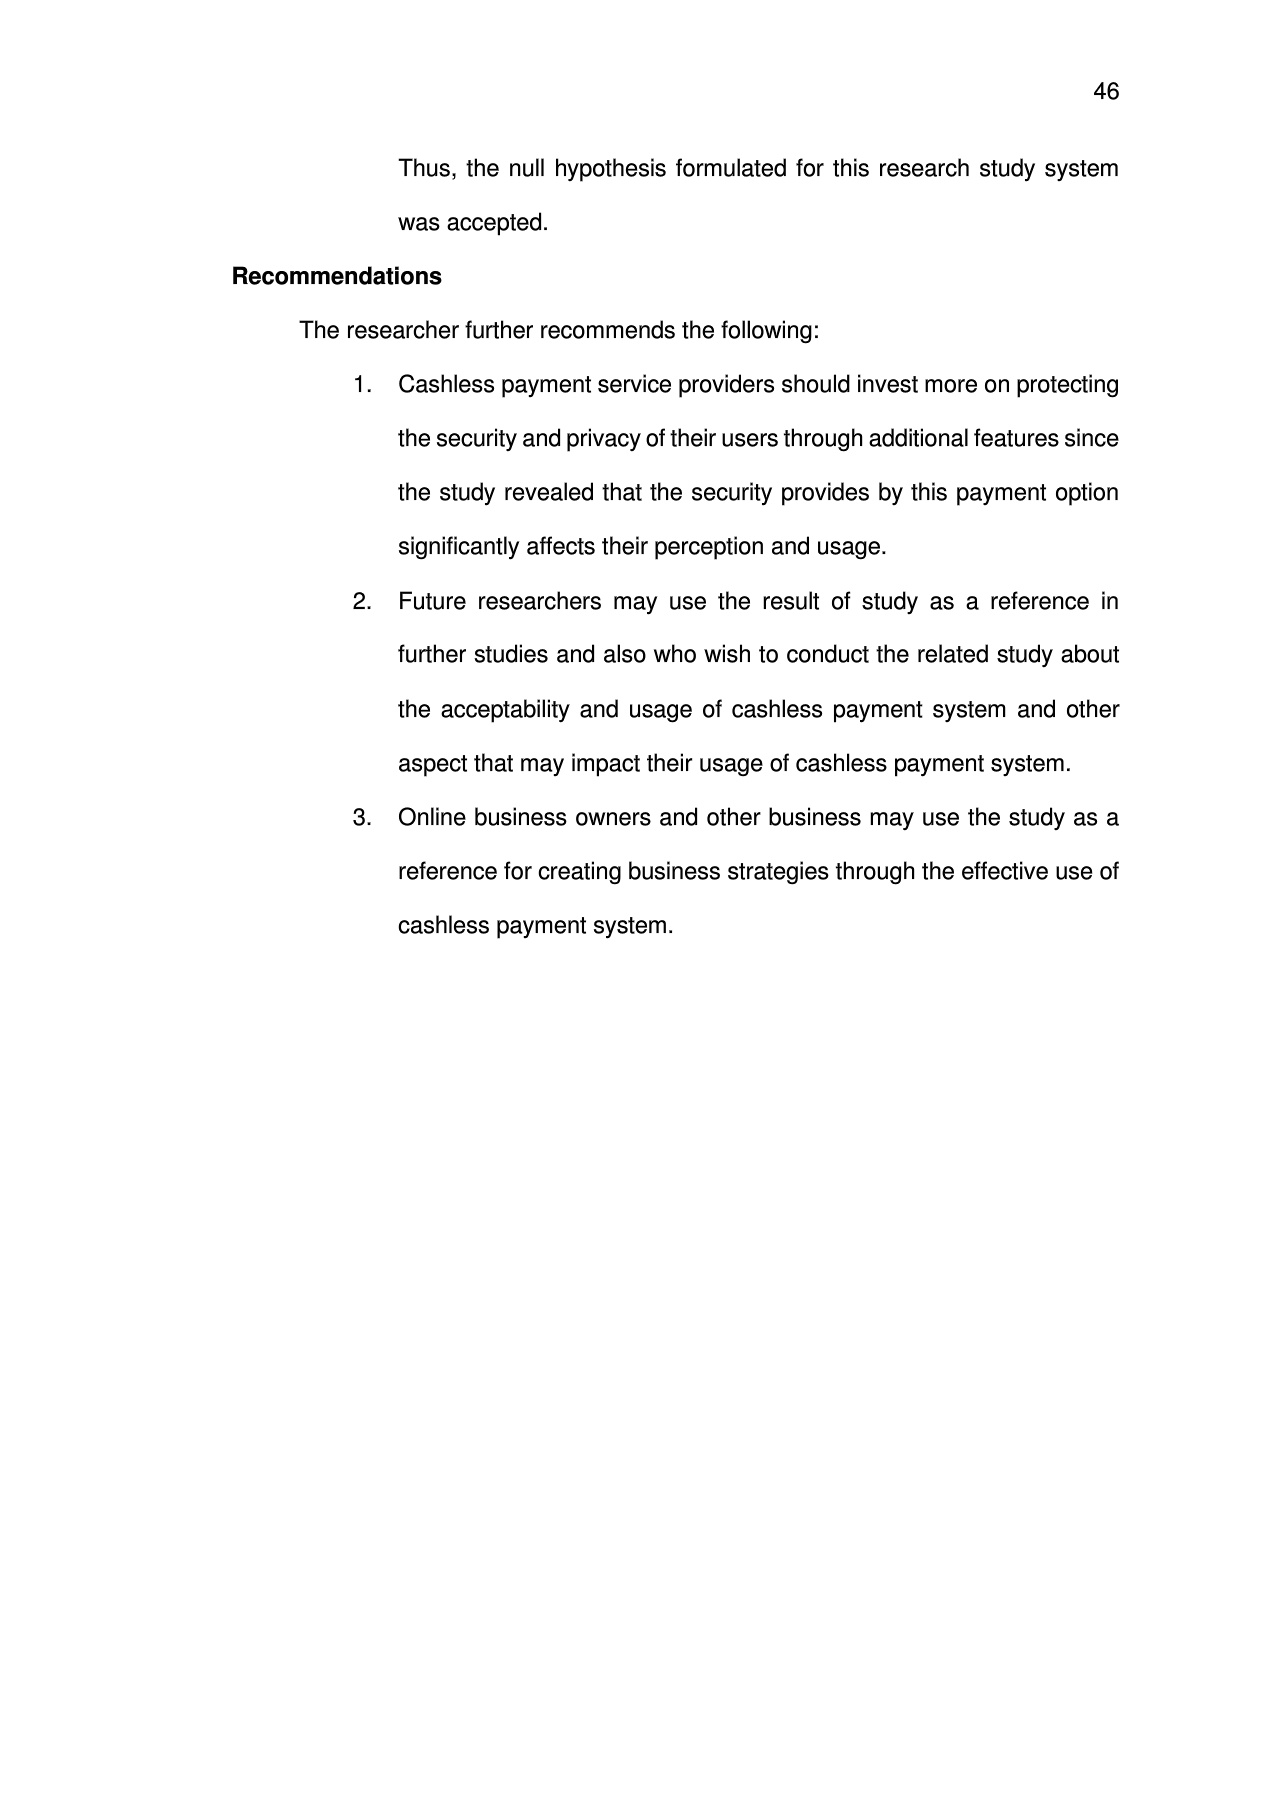 46
Thus, the null hypothesis formulated for this research study system
was accepted.
Recommendations
The researcher further recommends the following:
1. Cashless payment service providers should invest more on protecting
the security and privacy of their users through additional features since
the study revealed that the security provides by this payment option
significantly affects their perception and usage.
2. Future researchers may use the result of study as a reference in
further studies and also who wish to conduct the related study about
the acceptability and usage of cashless payment system and other
aspect that may impact their usage of cashless payment system.
3. Online business owners and other business may use the study as a
reference for creating business strategies through the effective use of
cashless payment system.